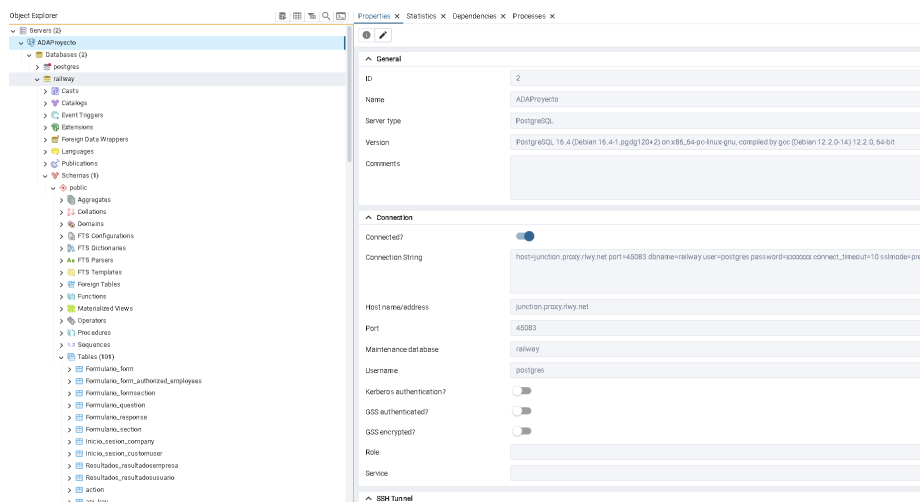 Object Explorer
Servers (2)
ADAProyecto
Databases (2)
postgres
railway
Casts
Catalogs
Event Triggers
Extensions
Foreign Data Wrappers
Languages
Publications
Schemas (1)
public
Aggregates
Collations
Domains
FTS Configurations
FTS Dictionaries
FTS Parsers
FTS Templates
Foreign Tables
Functions
Materialized Views
Operators
Procedures
1..3 Sequences
Tables (101)
Formulario_form
Formulario_form_authorized_employees
Formulario_formsection
Formulario_question
Formulario_response
Formulario_section
Inicio_sesion_company
Inicio_sesion_customuser
Resultados_resultadosempresa
Resultados_resultadosusuario
action
Properties Statistics Dependencies Processes
General
ID 2
Name ADAProyecto
Server type PostgreSQL
Version PostgreSQL 16.4 (Debian 16.4-1.pgdg120+2) on x86_64-pc-linux-gnu, compiled by gcc (Debian 12.2.0-14) 12.2.0, 64-bit
Comments
Connection
Connected?
Connection String host=junction.proxy.rlwy.net port=45083 dbname=railway user=postgres password=xxxxxxx connect_timeout=10
Host name/address junction.proxy.rlwy.net
Port 45083
Maintenance database railway
Username postgres
Kerberos authentication?
GSS authenticated?
GSS encrypted?
Role
Service
SSH Tunnel